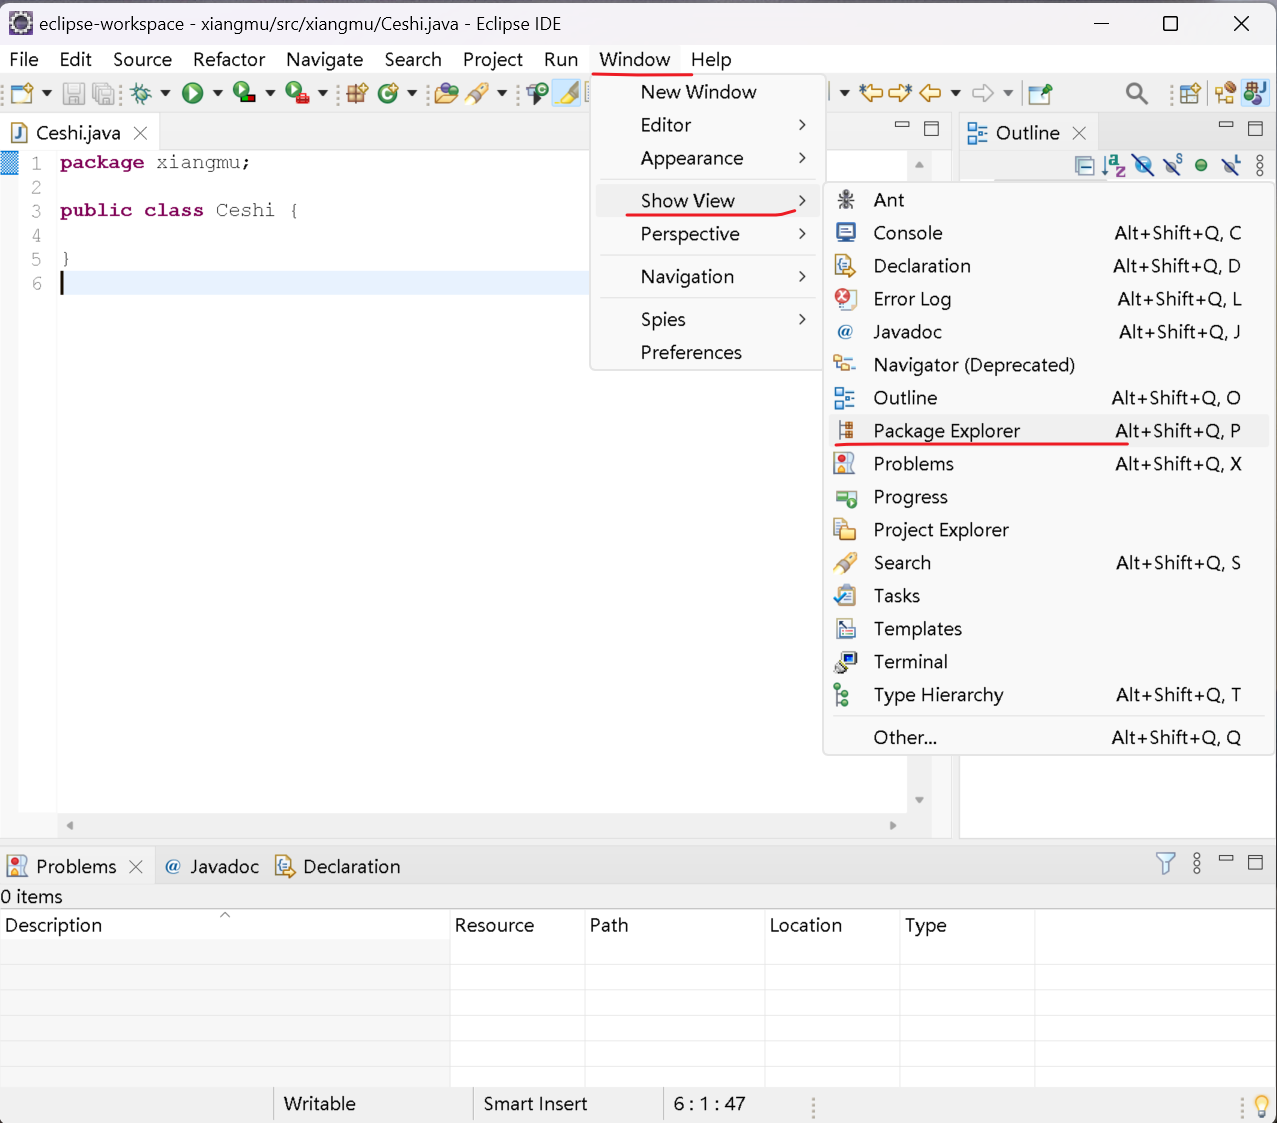 eclipse-workspace - xiangmu/src/xiangmu/Ceshi.java - Eclipse IDE
File Edit Source Refactor Navigate Search Project Run Window Help
Ceshi.java
1 package xiangmu;
2
3 public class Ceshi {
4
5 }
6
New Window
Editor
Appearance
Show View
Perspective
Navigation
Spies
Preferences
Outline
Ant
Console Alt+Shift+Q, C
Declaration Alt+Shift+Q, D
Error Log Alt+Shift+Q, L
Javadoc Alt+Shift+Q, J
Navigator (Deprecated)
Outline Alt+Shift+Q, O
Package Explorer Alt+Shift+Q, P
Problems Alt+Shift+Q, X
Progress
Project Explorer
Search Alt+Shift+Q, S
Tasks
Templates
Terminal
Type Hierarchy Alt+Shift+Q, T
Other... Alt+Shift+Q, Q
Problems @ Javadoc Declaration
0 items
Description Resource Path Location Type
Writable Smart Insert 6 : 1 : 47